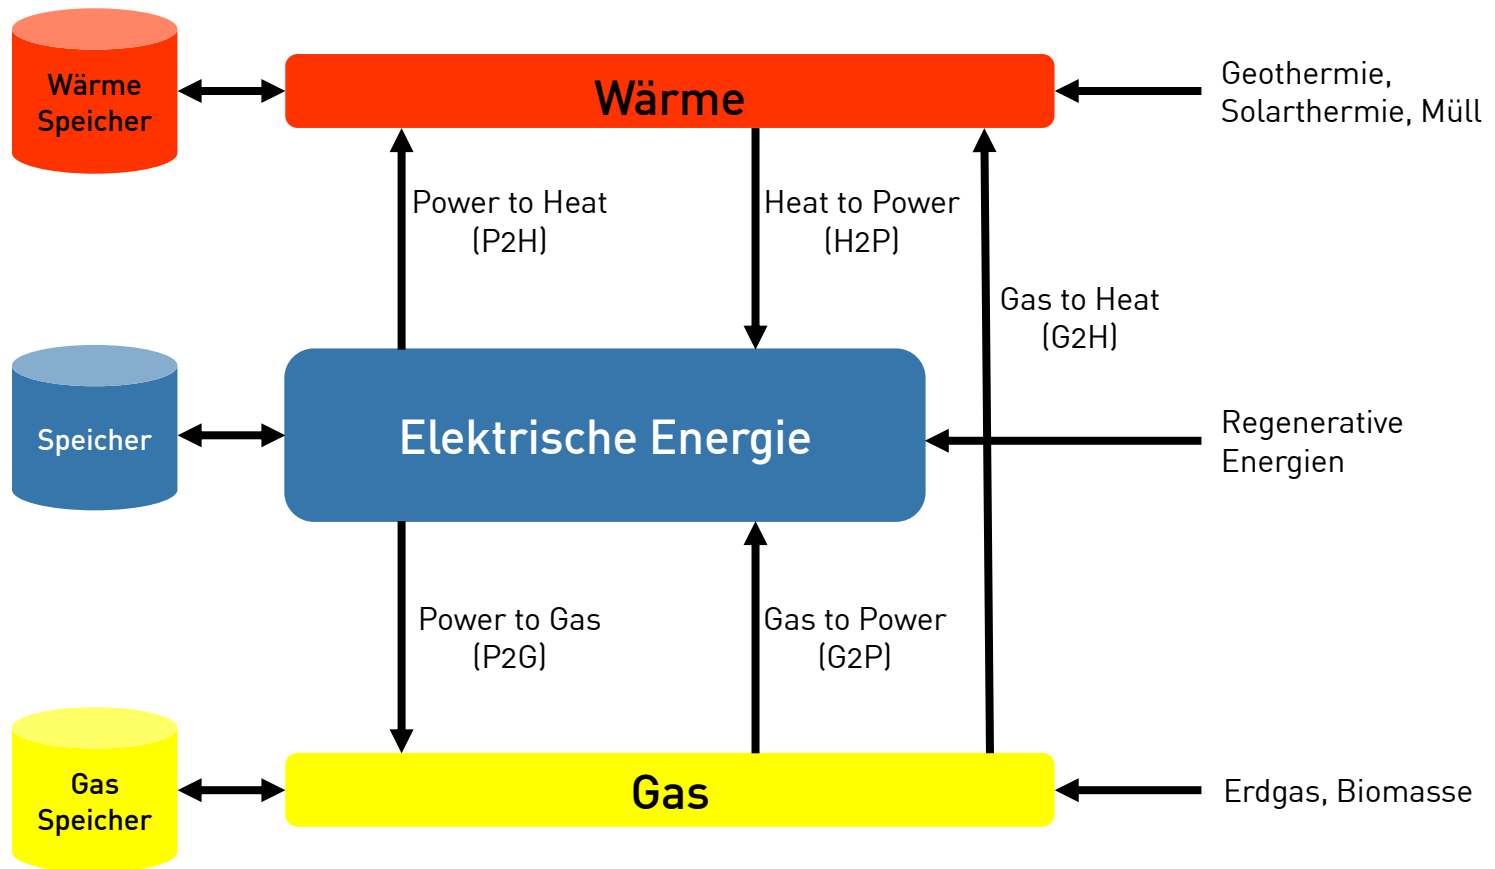 Wärme
Speicher
Wärme
Geothermie,
Solarthermie, Müll
Power to Heat
(P2H)
Heat to Power
(H2P)
Gas to Heat
(G2H)
Speicher
Elektrische Energie
Regenerative
Energien
Power to Gas
(P2G)
Gas to Power
(G2P)
Gas
Speicher
Gas
Erdgas, Biomasse